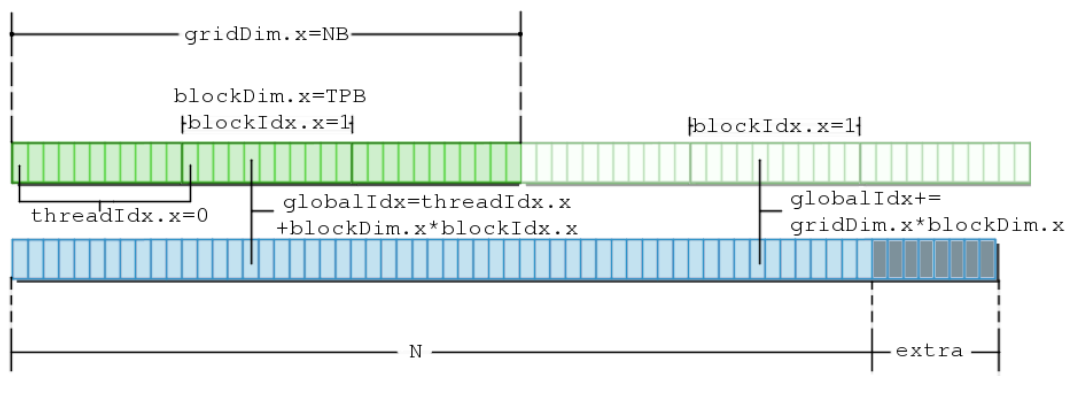 gridDim.x=NB
blockDim.x=TPB
blockIdx.x=1
blockIdx.x=1
threadIdx.x=0
globalIdx=threadIdx.x
+blockDim.x*blockIdx.x
globalIdx+=
gridDim.x*blockDim.x
N
extra